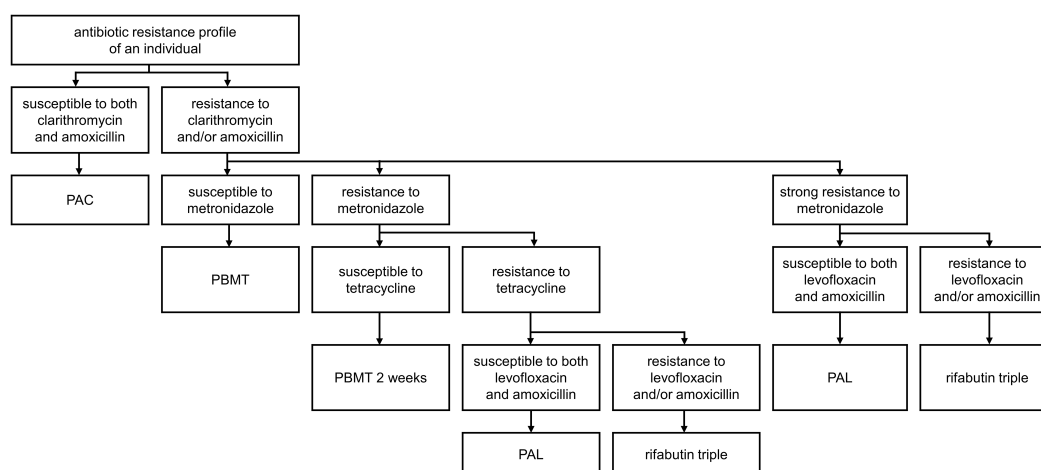 antibiotic resistance profile
of an individual
susceptible to both
clarithromycin
and amoxicillin
resistance to
clarithromycin
and/or amoxicillin
PAC
susceptible to
metronidazole
resistance to
metronidazole
strong resistance to
metronidazole
PBMT
susceptible to
tetracycline
resistance to
tetracycline
susceptible to both
levofloxacin
and amoxicillin
resistance to
levofloxacin
and/or amoxicillin
PBMT 2 weeks
susceptible to both
levofloxacin
and amoxicillin
resistance to
levofloxacin
and/or amoxicillin
PAL
rifabutin triple
PAL
rifabutin triple